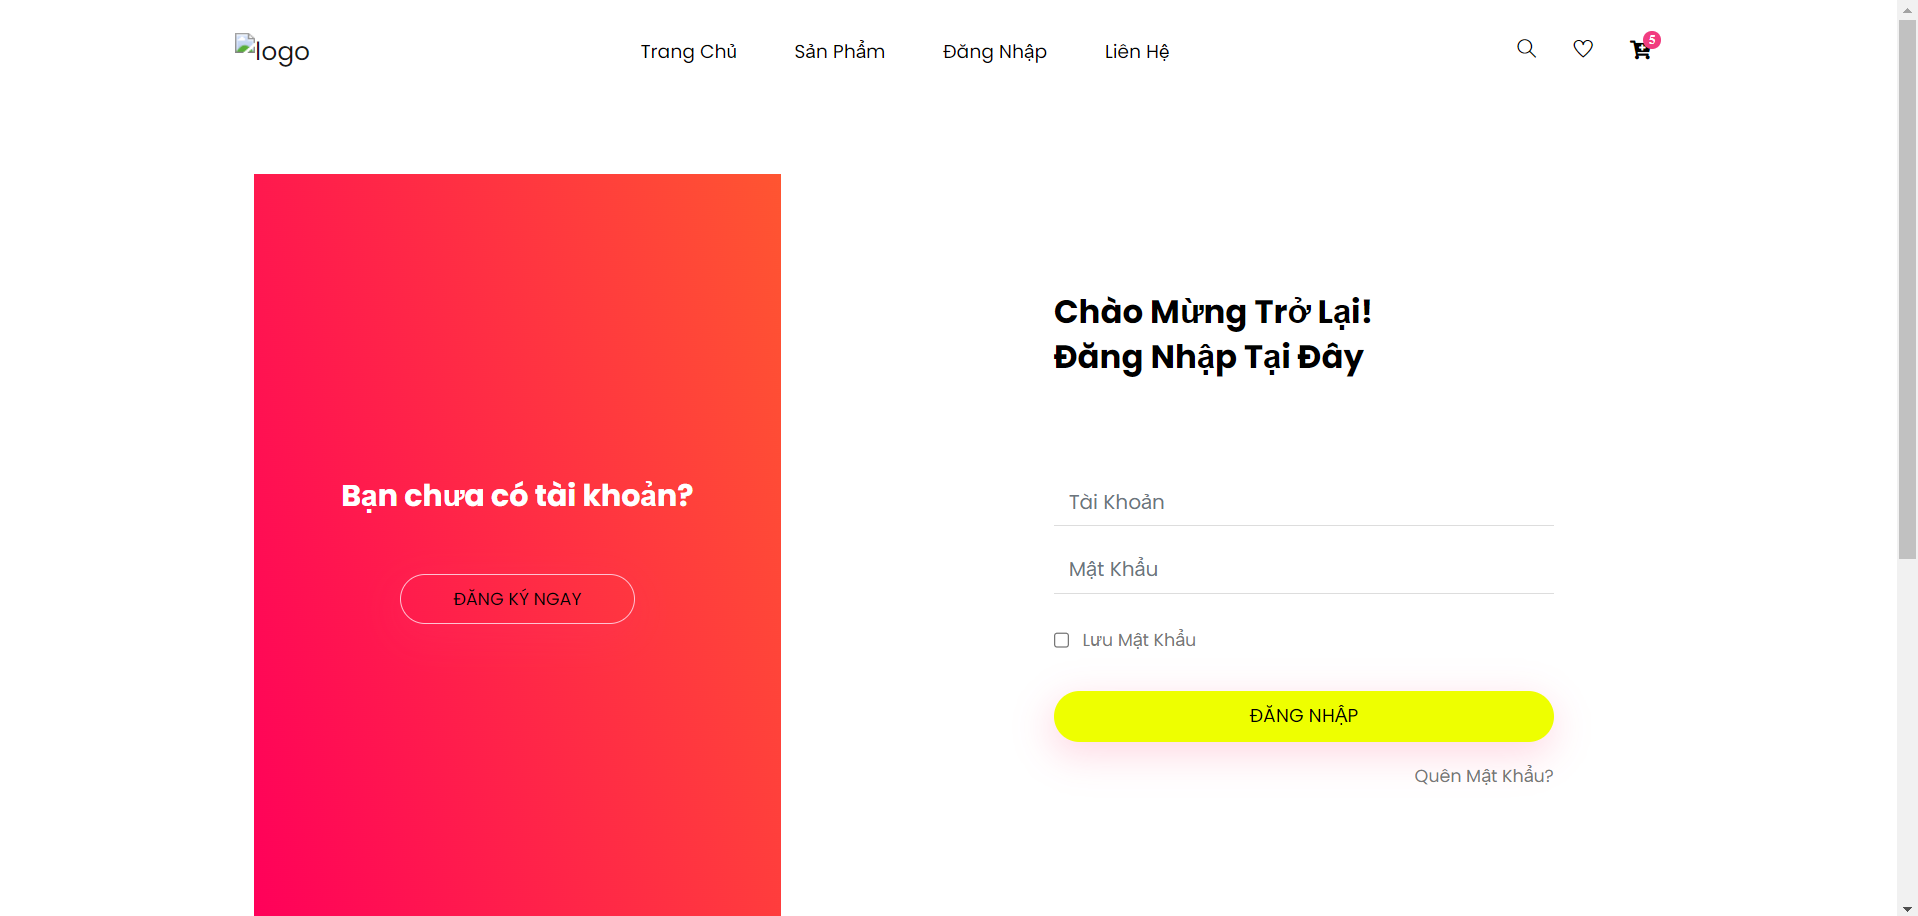 logo
Trang Chủ
Sản Phẩm
Đăng Nhập
Liên Hệ
5
Bạn chưa có tài khoản?
ĐĂNG KÝ NGAY
Chào Mừng Trở Lại!
Đăng Nhập Tại Đây
Tài Khoản
Mật Khẩu
Lưu Mật Khẩu
ĐĂNG NHẬP
Quên Mật Khẩu?